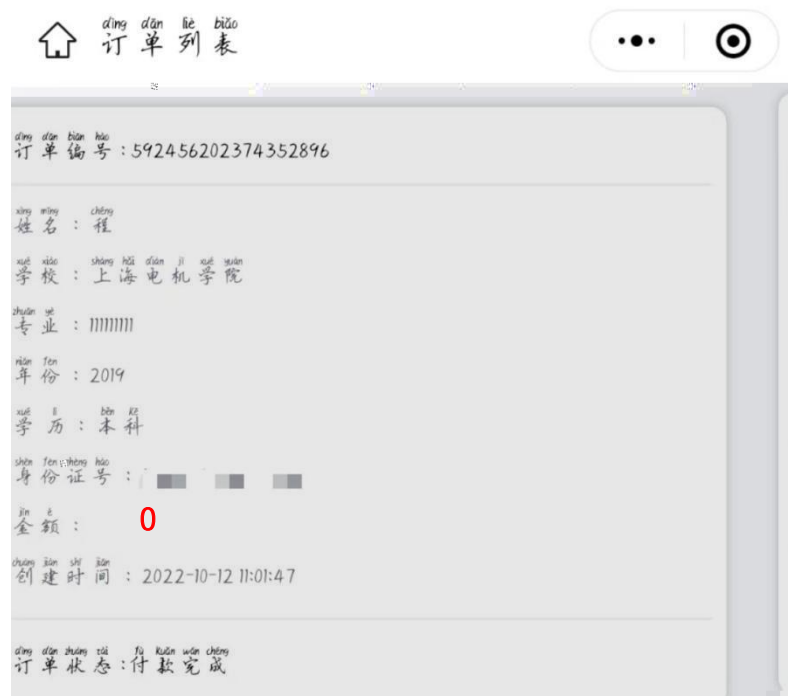 订单列表
订单编号:592456202374352896
姓名:程
学校:上海电机学院
专业:111111111
年份:2019
学历:本科
身份证号:
金额:0
创建时间:2022-10-12 11:01:47
订单状态:付款完成